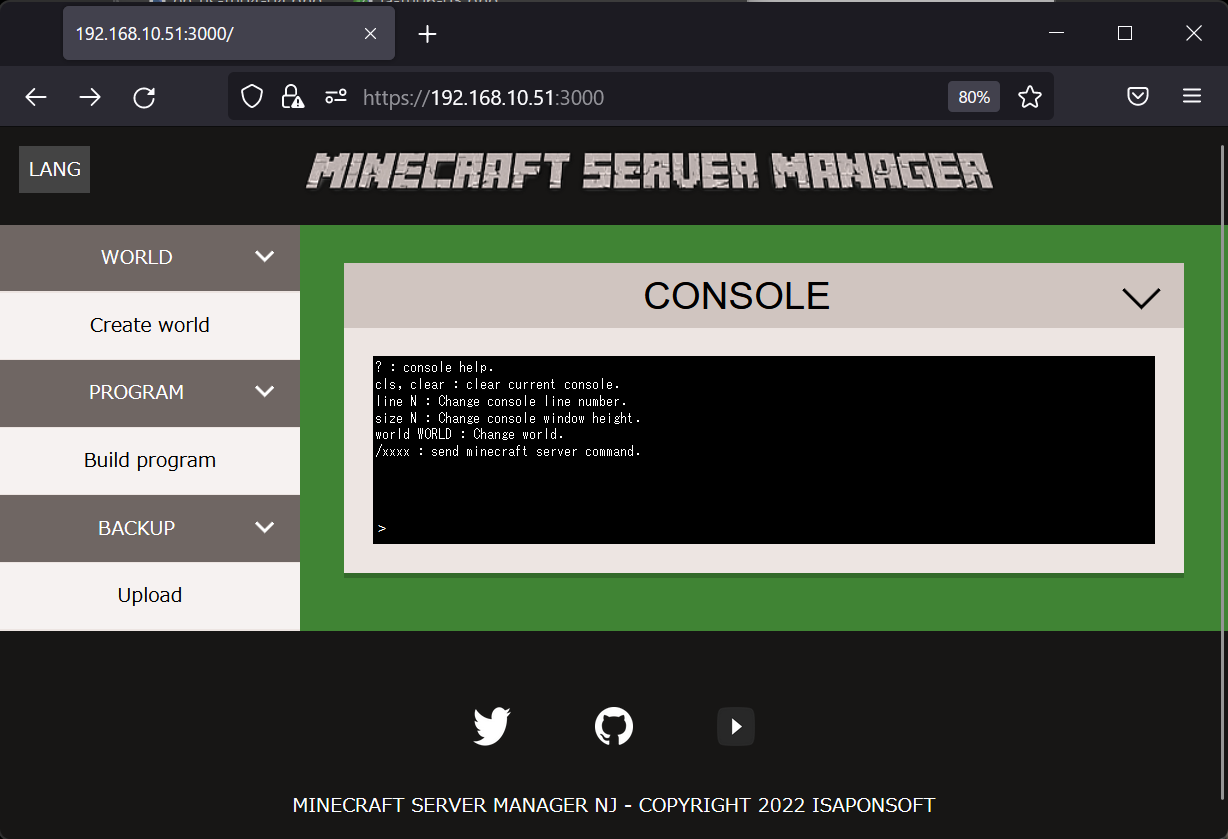 192.168.10.51:3000/
https://192.168.10.51:3000
80%
LANG
MINECRAFT SERVER MANAGER
WORLD
Create world
PROGRAM
Build program
BACKUP
Upload
CONSOLE
? : console help.
cls, clear : clear current console.
line N : Change console line number.
size N : Change console window height.
world WORLD : Change world.
/xxxx : send minecraft server command.
>
MINECRAFT SERVER MANAGER NJ - COPYRIGHT 2022 ISAPONSOFT